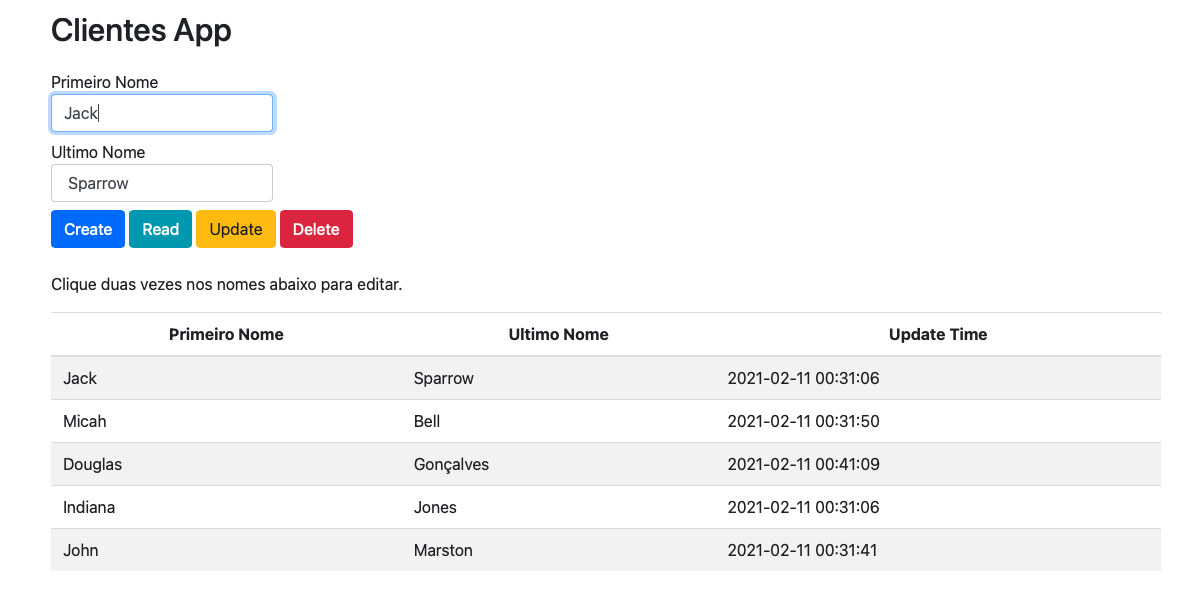 Clientes App
Primeiro Nome
Jack
Ultimo Nome
Sparrow
Create Read Update Delete
Clique duas vezes nos nomes abaixo para editar.
Primeiro Nome Ultimo Nome Update Time
Jack Sparrow 2021-02-11 00:31:06
Micah Bell 2021-02-11 00:31:50
Douglas Gonçalves 2021-02-11 00:41:09
Indiana Jones 2021-02-11 00:31:06
John Marston 2021-02-11 00:31:41